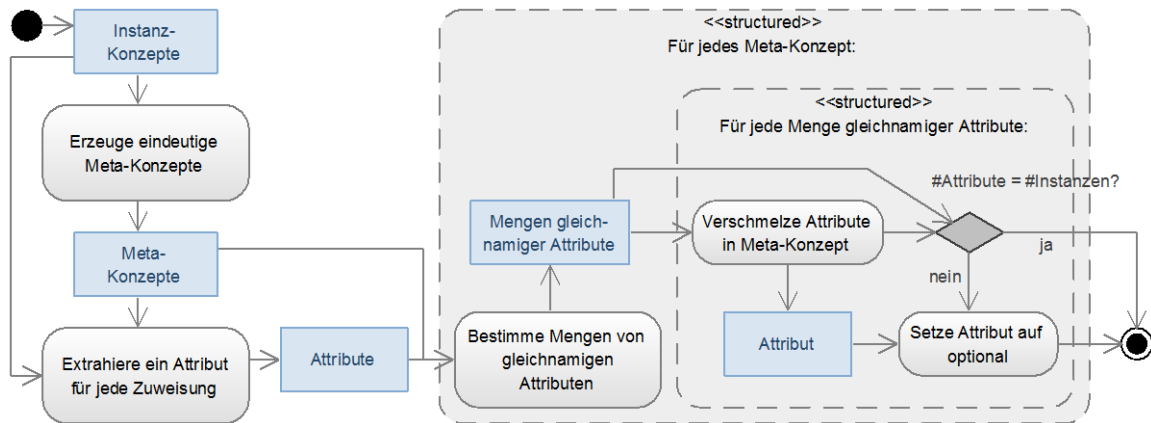 Instanz-
Konzepte
Erzeuge eindeutige
Meta-Konzepte
Meta-
Konzepte
Extrahiere ein Attribut
für jede Zuweisung
Attribute
<<structured>>
Für jedes Meta-Konzept:
Bestimme Mengen von
gleichnamigen
Attributen
Mengen gleich-
namiger Attribute
<<structured>>
Für jede Menge gleichnamiger Attribute:
Verschmelze Attribute
in Meta-Konzept
#Attribute = #Instanzen?
ja
nein
Attribut
Setze Attribut auf
optional